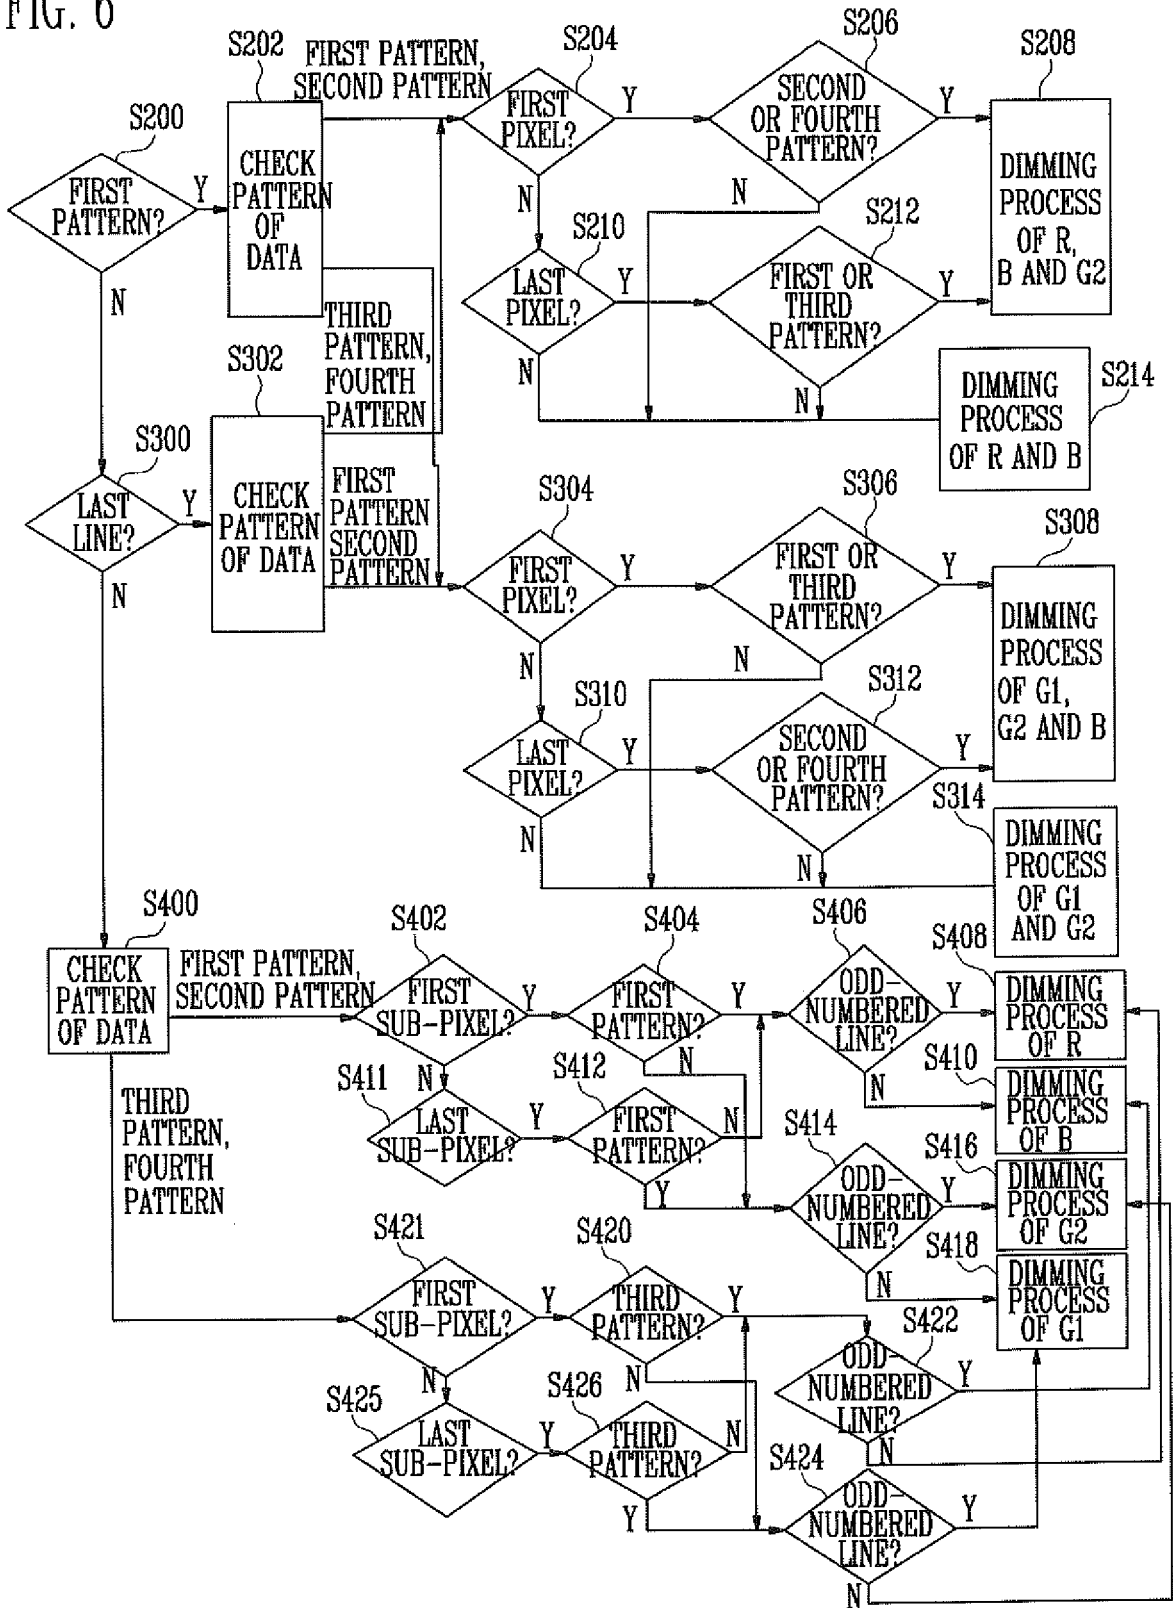 FIG. 6
S200
FIRST
PATTERN?
Y
N
S202
CHECK
PATTERN
OF
DATA
FIRST PATTERN,
SECOND PATTERN
THIRD
PATTERN,
FOURTH
PATTERN
S204
FIRST
PIXEL?
Y
N
S206
SECOND
OR FOURTH
PATTERN?
Y
N
S208
DIMMING
PROCESS
OF R,
B AND G2
S210
LAST
PIXEL?
Y
N
S212
FIRST OR
THIRD
PATTERN?
Y
N
S214
DIMMING
PROCESS
OF R AND B
S300
LAST
LINE?
Y
N
S302
CHECK
PATTERN
OF DATA
FIRST
PATTERN
SECOND
PATTERN
S304
FIRST
PIXEL?
Y
N
S306
FIRST OR
THIRD
PATTERN?
Y
N
S308
DIMMING
PROCESS
OF G1,
G2 AND B
S310
LAST
PIXEL?
Y
N
S312
SECOND
OR FOURTH
PATTERN?
Y
N
S314
DIMMING
PROCESS
OF G1
AND G2
S400
CHECK
PATTERN
OF DATA
FIRST PATTERN,
SECOND PATTERN
THIRD
PATTERN,
FOURTH
PATTERN
S402
FIRST
SUB-PIXEL?
Y
N
S404
FIRST
PATTERN?
Y
N
S406
ODD-
NUMBERED
LINE?
Y
N
S408
DIMMING
PROCESS
OF R
S410
DIMMING
PROCESS
OF B
S411
LAST
SUB-PIXEL?
Y
S412
FIRST
PATTERN?
N
Y
S414
ODD-
NUMBERED
LINE?
Y
N
S416
DIMMING
PROCESS
OF G2
S418
DIMMING
PROCESS
OF G1
S421
FIRST
SUB-PIXEL?
Y
N
S420
THIRD
PATTERN?
Y
N
S422
ODD-
NUMBERED
LINE?
Y
N
S425
LAST
SUB-PIXEL?
Y
S426
THIRD
PATTERN?
N
Y
S424
ODD-
NUMBERED
LINE?
Y
N